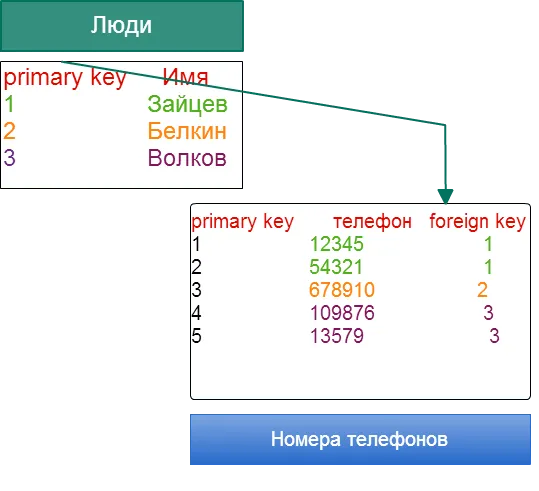 Люди
primary key Имя
1 Зайцев
2 Белкин
3 Волков
primary key телефон foreign key
1 12345 1
2 54321 1
3 678910 2
4 109876 3
5 13579 3
Номера телефонов